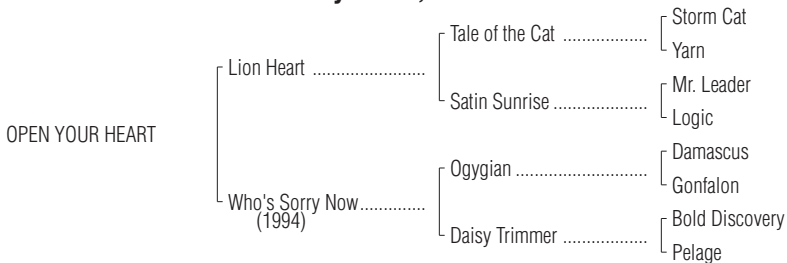 Storm Cat
Tale of the Cat ..................
Yarn
Lion Heart ........................
Mr. Leader
Satin Sunrise ....................
Logic
OPEN YOUR HEART
Damascus
Ogygian ............................
Gonfalon
Who's Sorry Now..............
(1994)
Bold Discovery
Daisy Trimmer ..................
Pelage